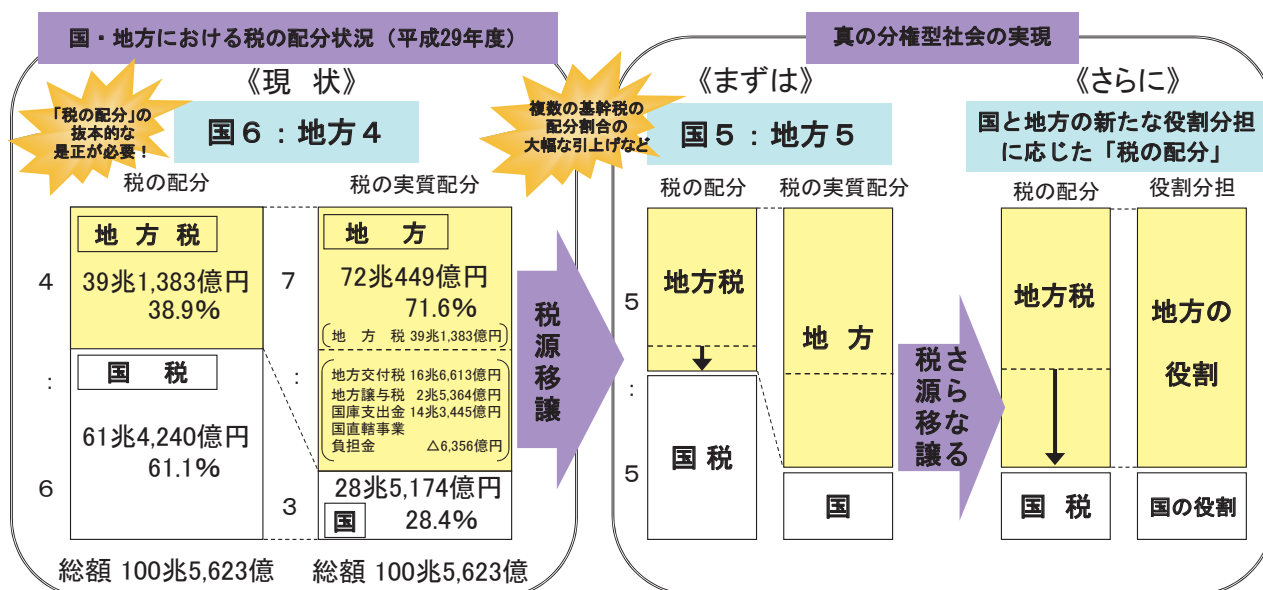 国・地方における税の配分状況（平成29年度）
《現　状》
「税の配分」の
抜本的な
是正が必要！
国６：地方４
税の配分
税の実質配分
4
：
6
地 方 税
39兆1,383億円
38.9%
国　税
61兆4,240億円
61.1%
総額 100兆5,623億
7
：
3
地　方
72兆449億円
71.6%
地　方　税 39兆1,383億円
地方交付税 16兆6,613億円
地方譲与税 2兆5,364億円
国庫支出金 14兆3,445億円
国直轄事業
負担金 △6,356億円
28兆5,174億円
国
28.4%
総額 100兆5,623億
税源移譲
真の分権型社会の実現
《まずは》
複数の基幹税の
配分割合の
大幅な引上げなど
国５：地方５
税の配分
税の実質配分
5
：
5
地方税
国 税
地 方
国
さらなる
税源移譲
《さらに》
国と地方の新たな役割分担
に応じた「税の配分」
税の配分
役割分担
地方税
国 税
地方の
役割
国の役割